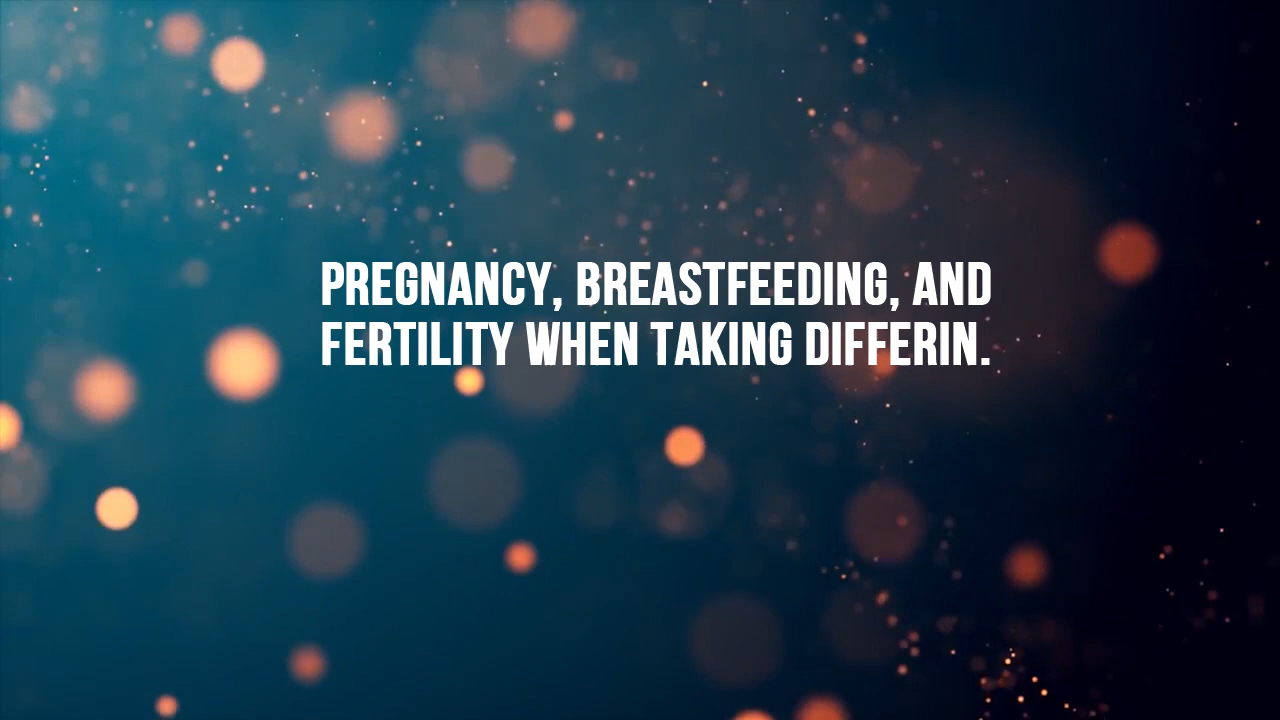 PREGNANCY, BREASTFEEDING, AND
FERTILITY WHEN TAKING DIFFERIN.